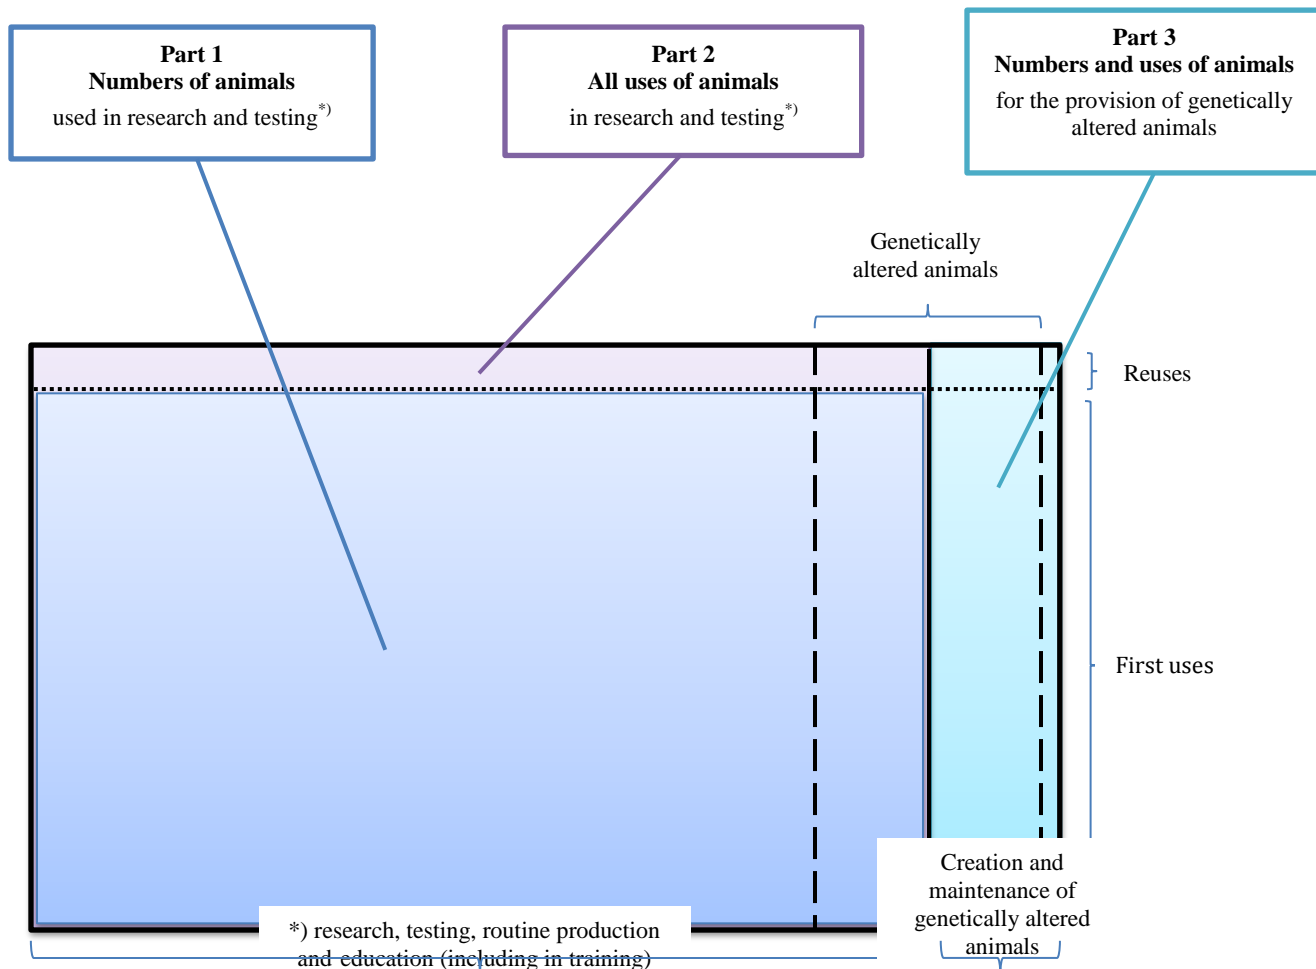 Part 1
Numbers of animals
used in research and testing*)
Part 2
All uses of animals
in research and testing*)
Part 3
Numbers and uses of animals
for the provision of genetically
altered animals
Genetically
altered animals
Reuses
First uses
Creation and
maintenance of
genetically altered
animals
*) research, testing, routine production
and education (including in training)